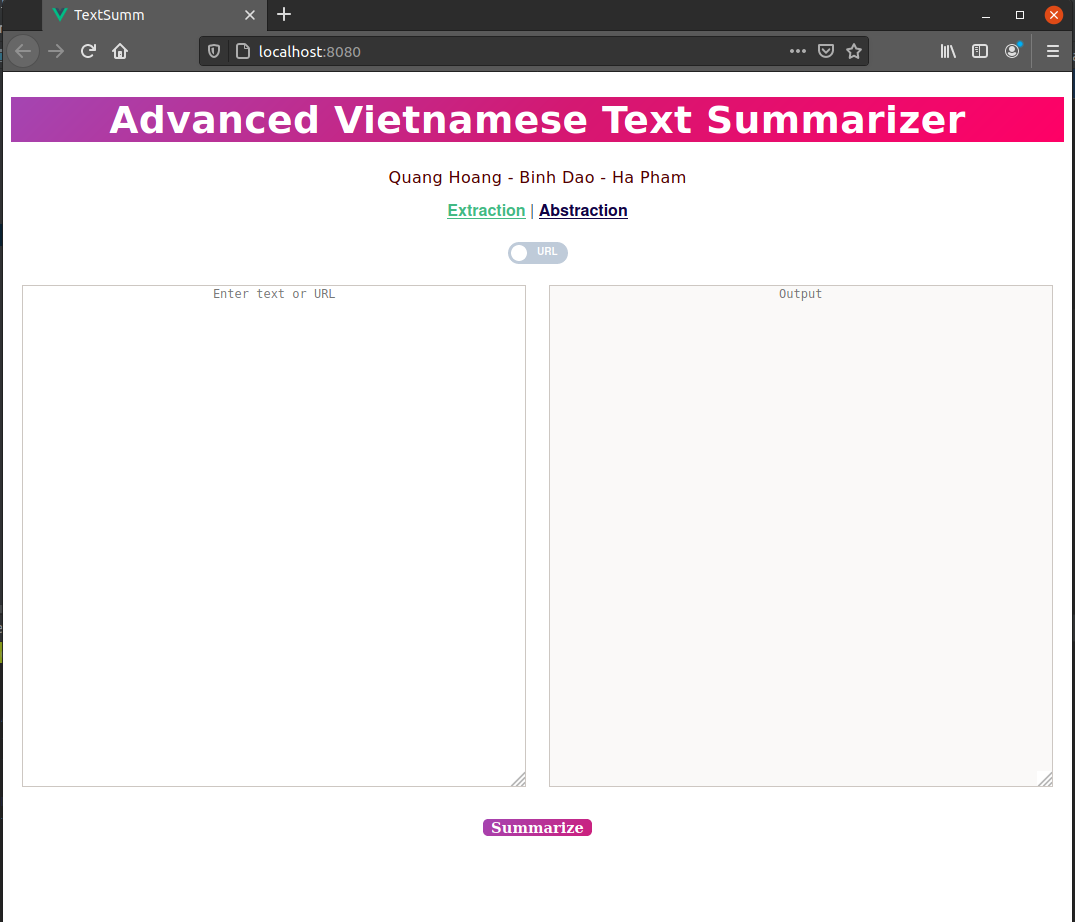 TextSumm
localhost:8080
Advanced Vietnamese Text Summarizer
Quang Hoang - Binh Dao - Ha Pham
Extraction | Abstraction
URL
Enter text or URL
Output
Summarize